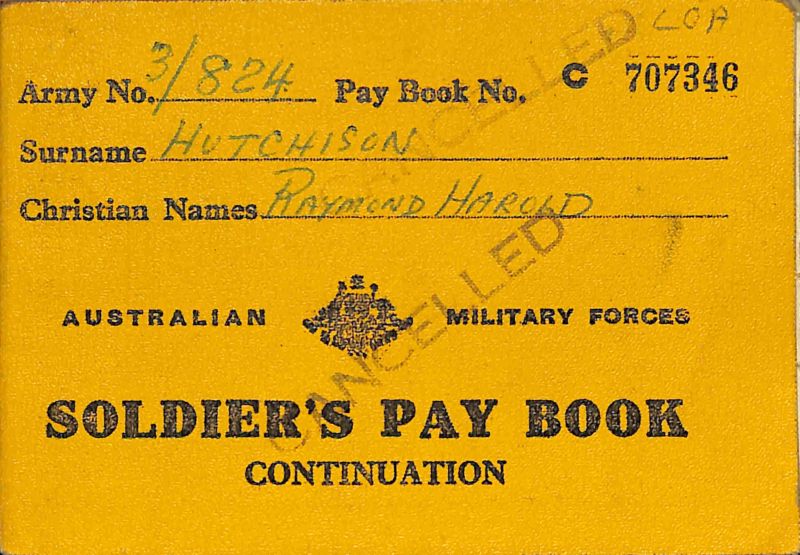 LOA
Army No. 3/824 Pay Book No. C 707346
Surname HUTCHISON
Christian Names RAYMOND HAROLD
CANCELLED
CANCELLED
AUSTRALIAN MILITARY FORCES
SOLDIER'S PAY BOOK
CONTINUATION